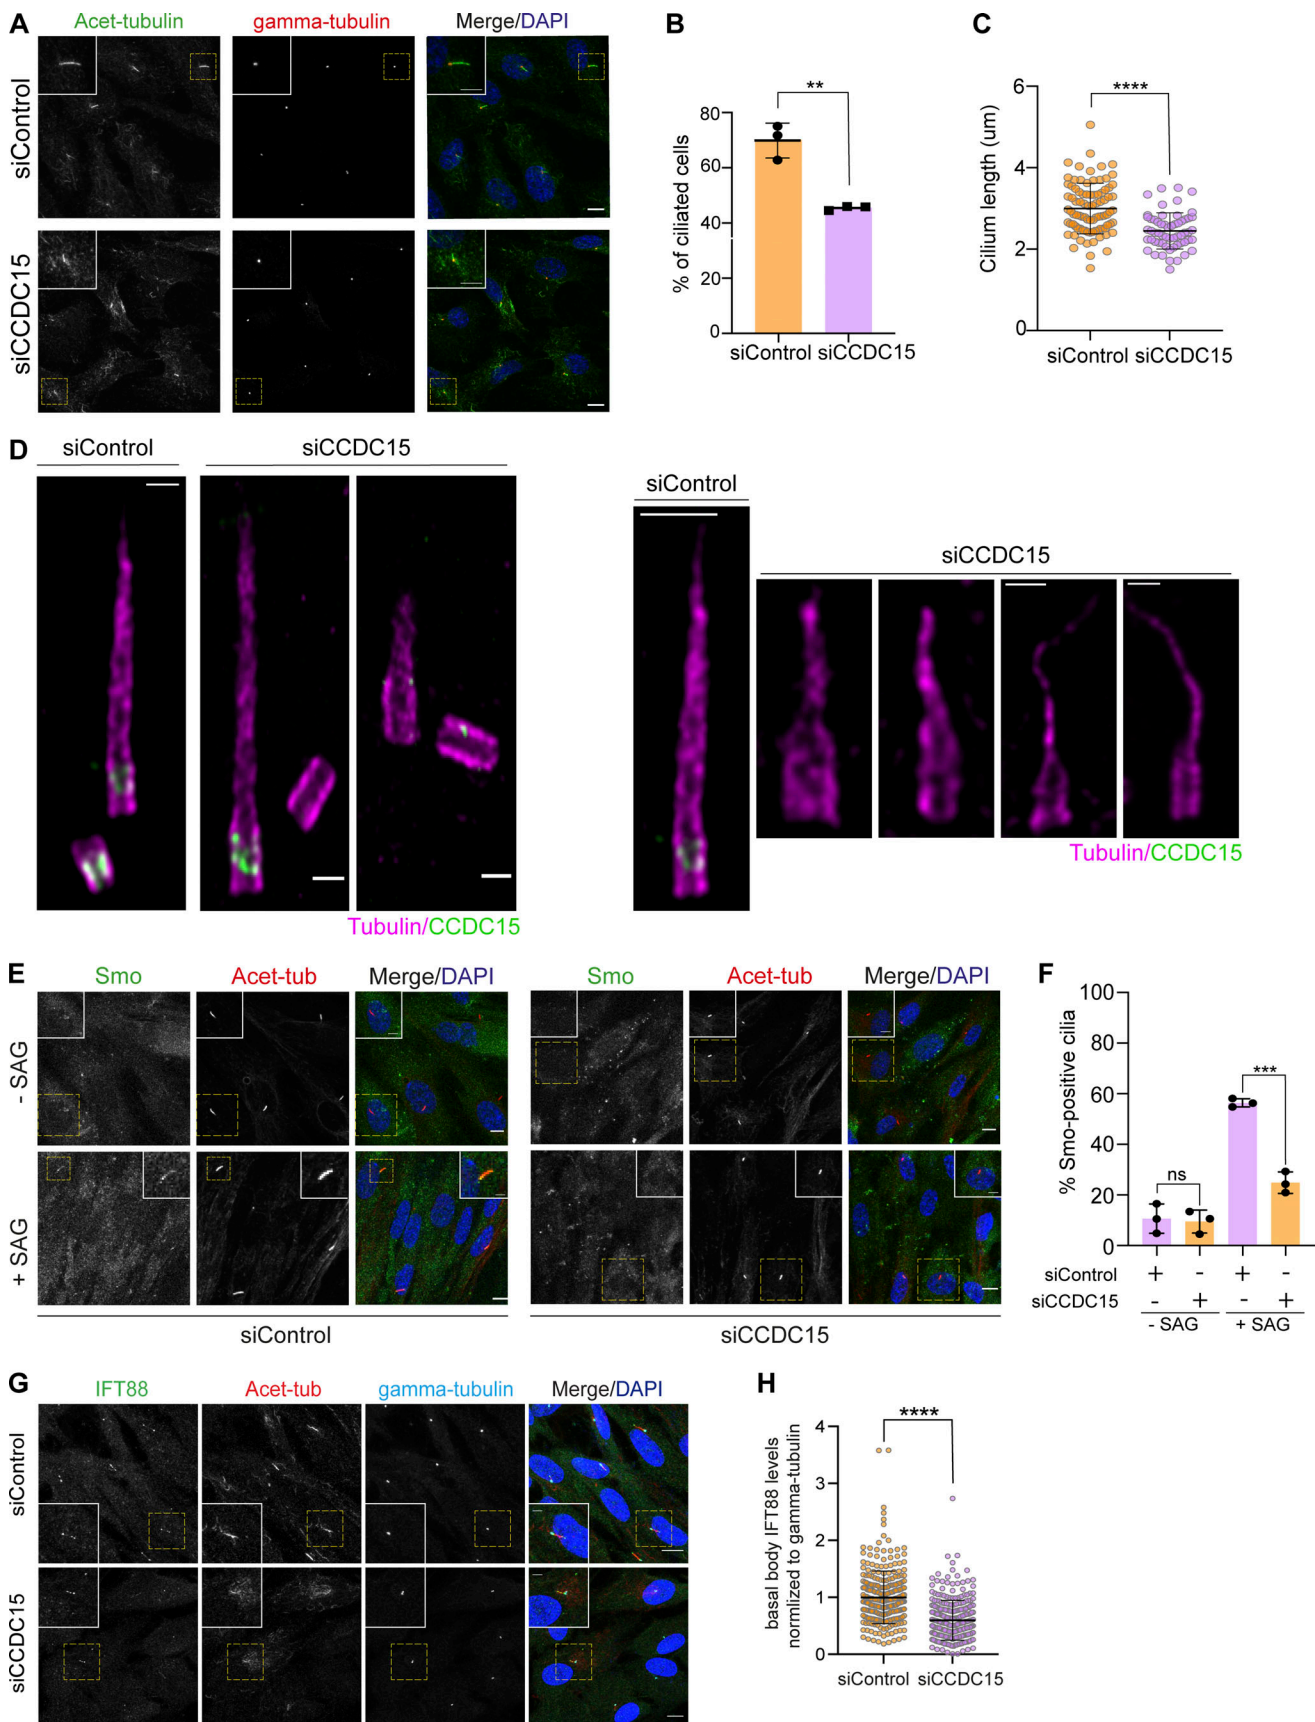 A
Acet-tubulin gamma-tubulin Merge/DAPI
siControl
siCCDC15
B
**
% of ciliated cells
80
60
40
20
0
siControl siCCDC15
C
****
Cilium length (um)
6
4
2
0
siControl siCCDC15
D
siControl siCCDC15
Tubulin/CCDC15
siControl
siCCDC15
Tubulin/CCDC15
E
Smo Acet-tub Merge/DAPI Smo Acet-tub Merge/DAPI
- SAG
+ SAG
siControl siCCDC15
F
% Smo-positive cilia
100
80
60
40
20
0
ns
***
siControl + - + -
siCCDC15 - + - +
- SAG + SAG
G
IFT88 Acet-tub gamma-tubulin Merge/DAPI
siControl
siCCDC15
H
****
basal body IFT88 levels
normlized to gamma-tubulin
4
3
2
1
0
siControl siCCDC15